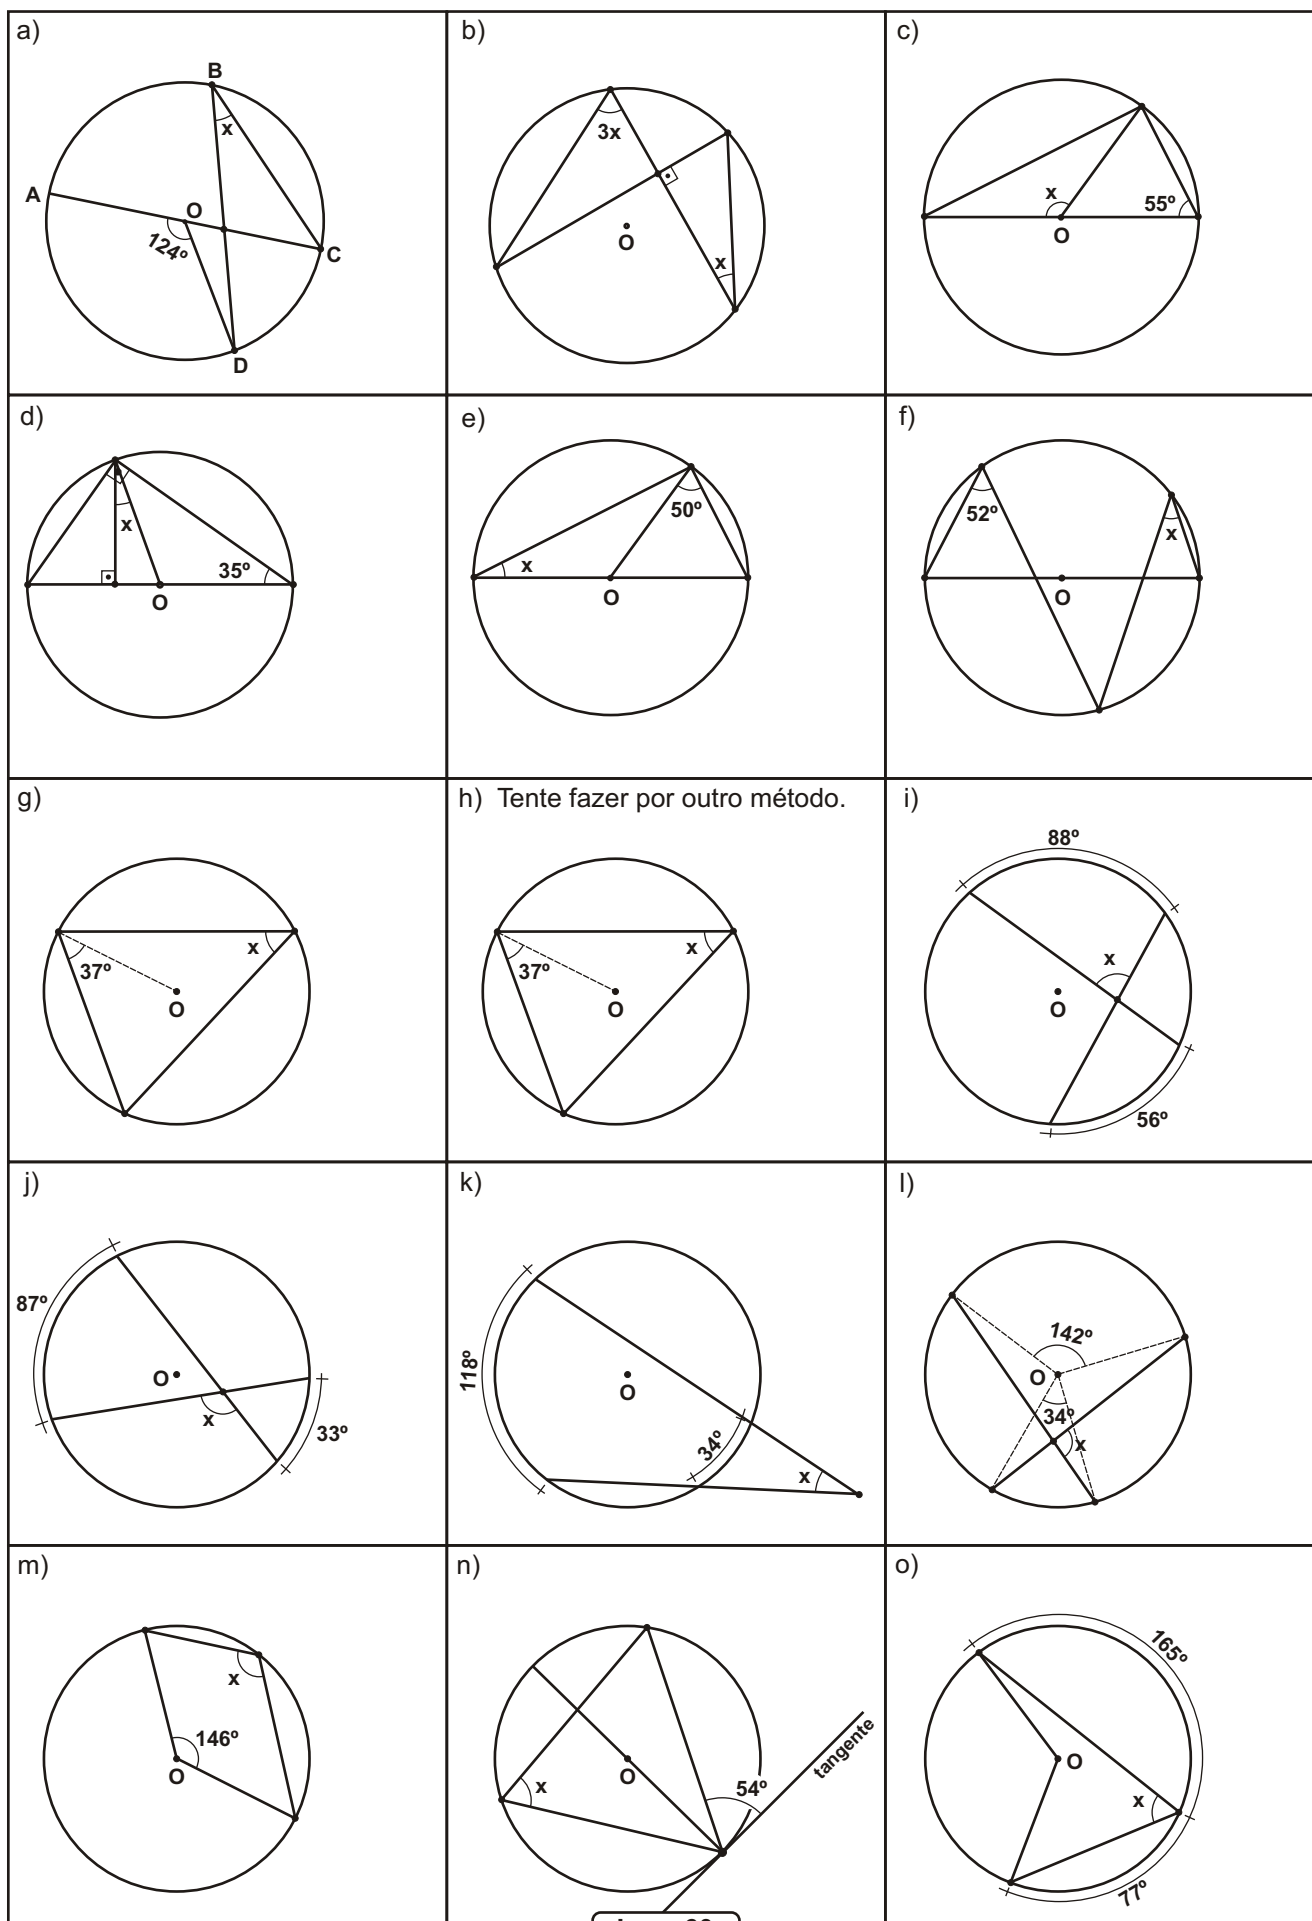 a)
B
x
A
O
124º
C
D
b)
3x
O
x
c)
x
55º
O
d)
x
35º
O
e)
50º
x
O
f)
52º
x
O
g)
x
37º
O
h) Tente fazer por outro método.
x
37º
O
i)
88º
x
O
56º
j)
87º
O
x
33º
k)
118º
O
34º
x
l)
142º
O
34º
x
m)
x
146º
O
n)
tangente
O
x
54º
o)
165º
O
x
77º